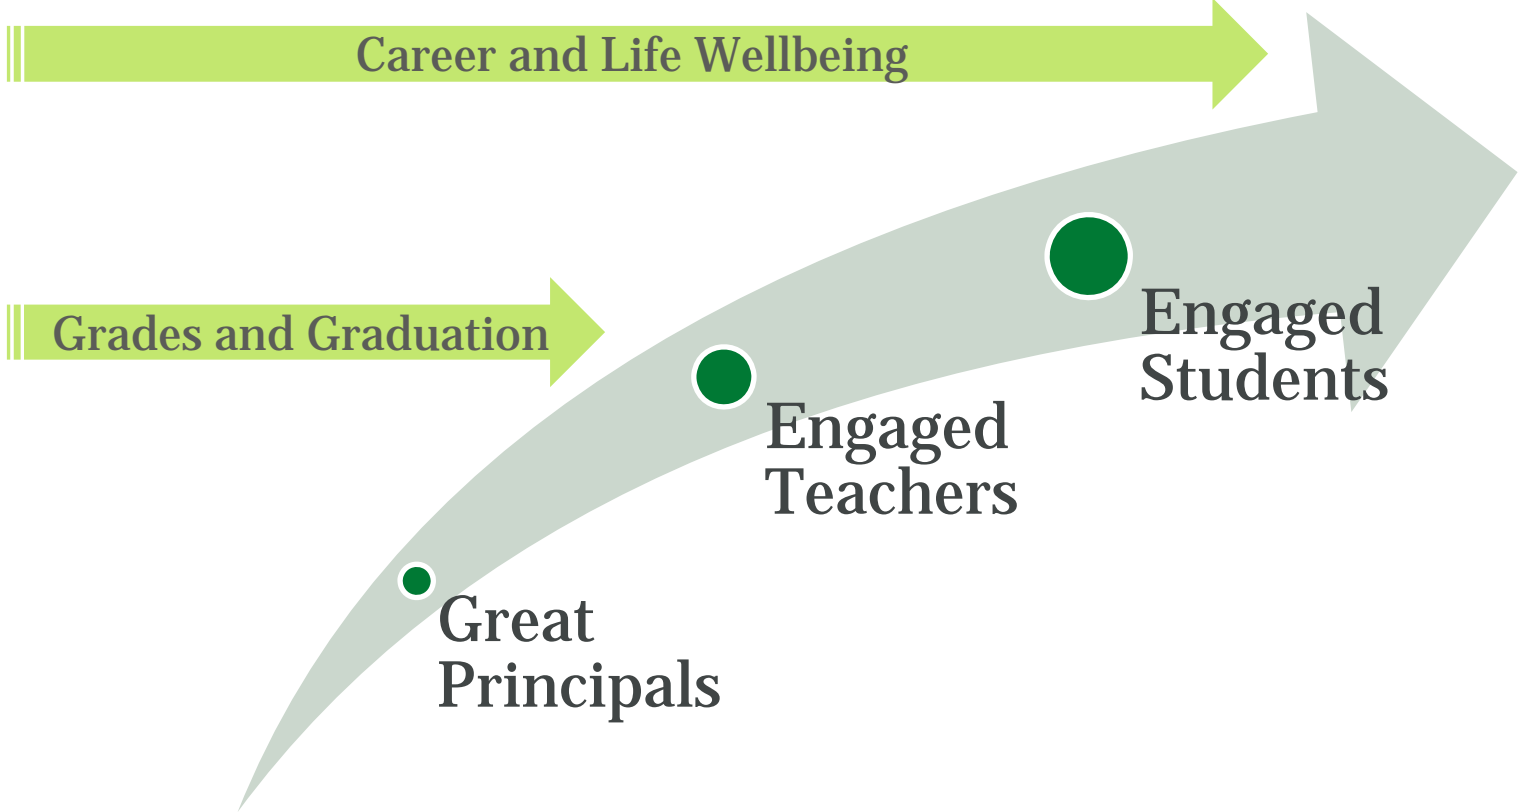 Career and Life Wellbeing
Grades and Graduation
Engaged
Students
Engaged
Teachers
Great
Principals